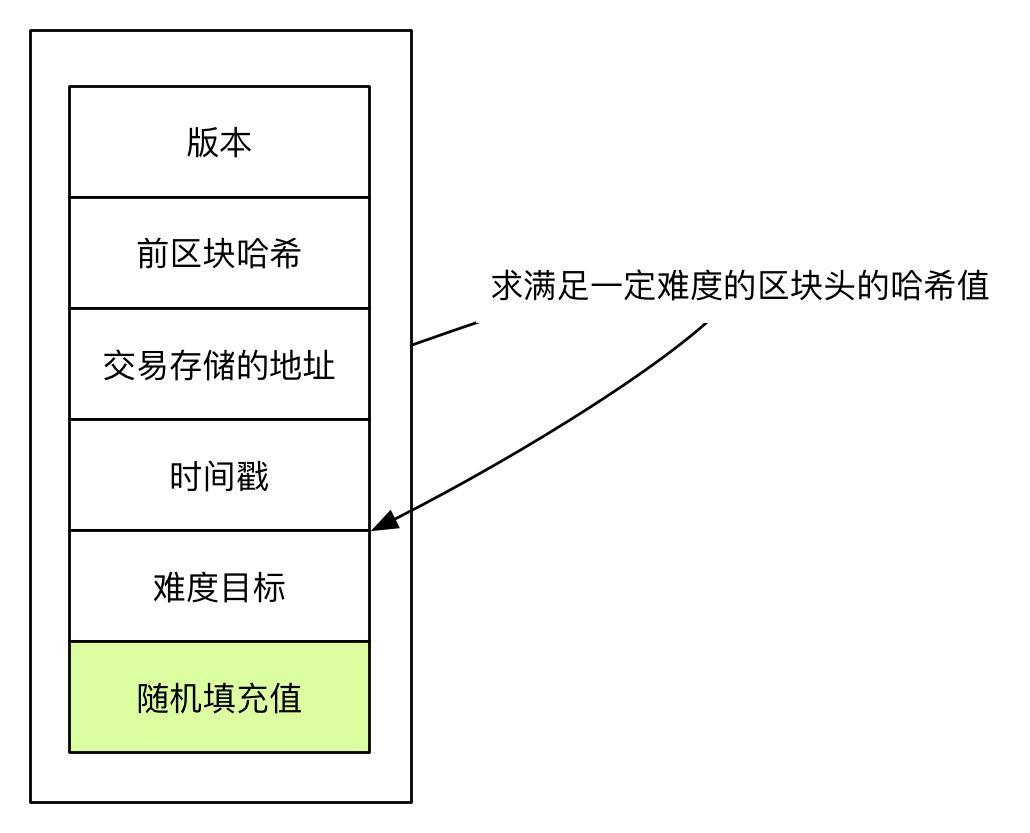 版本
前区块哈希
求满足一定难度的区块头的哈希值
交易存储的地址
时间戳
难度目标
随机填充值